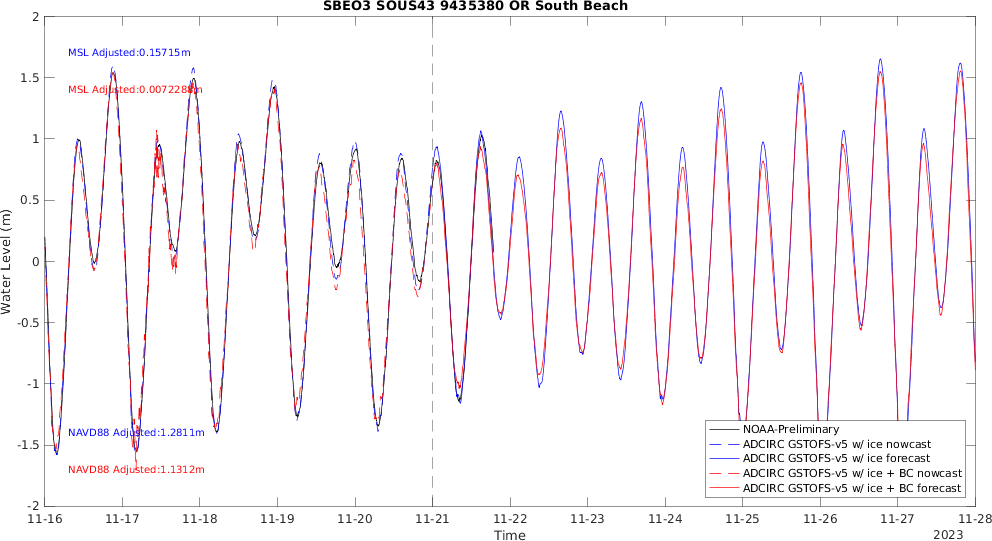 SBEO3 SOUS43 9435380 OR South Beach
2
1.5
1
0.5
0
-0.5
-1
-1.5
-2
Water Level (m)
MSL Adjusted:0.15715m
MSL Adjusted:0.0072288m
NAVD88 Adjusted:1.2811m
NAVD88 Adjusted:1.1312m
NOAA-Preliminary
ADCIRC GSTOFS-v5 w/ ice nowcast
ADCIRC GSTOFS-v5 w/ ice forecast
ADCIRC GSTOFS-v5 w/ ice + BC nowcast
ADCIRC GSTOFS-v5 w/ ice + BC forecast
11-16 11-17 11-18 11-19 11-20 11-21 11-22 11-23 11-24 11-25 11-26 11-27 11-28
Time
2023